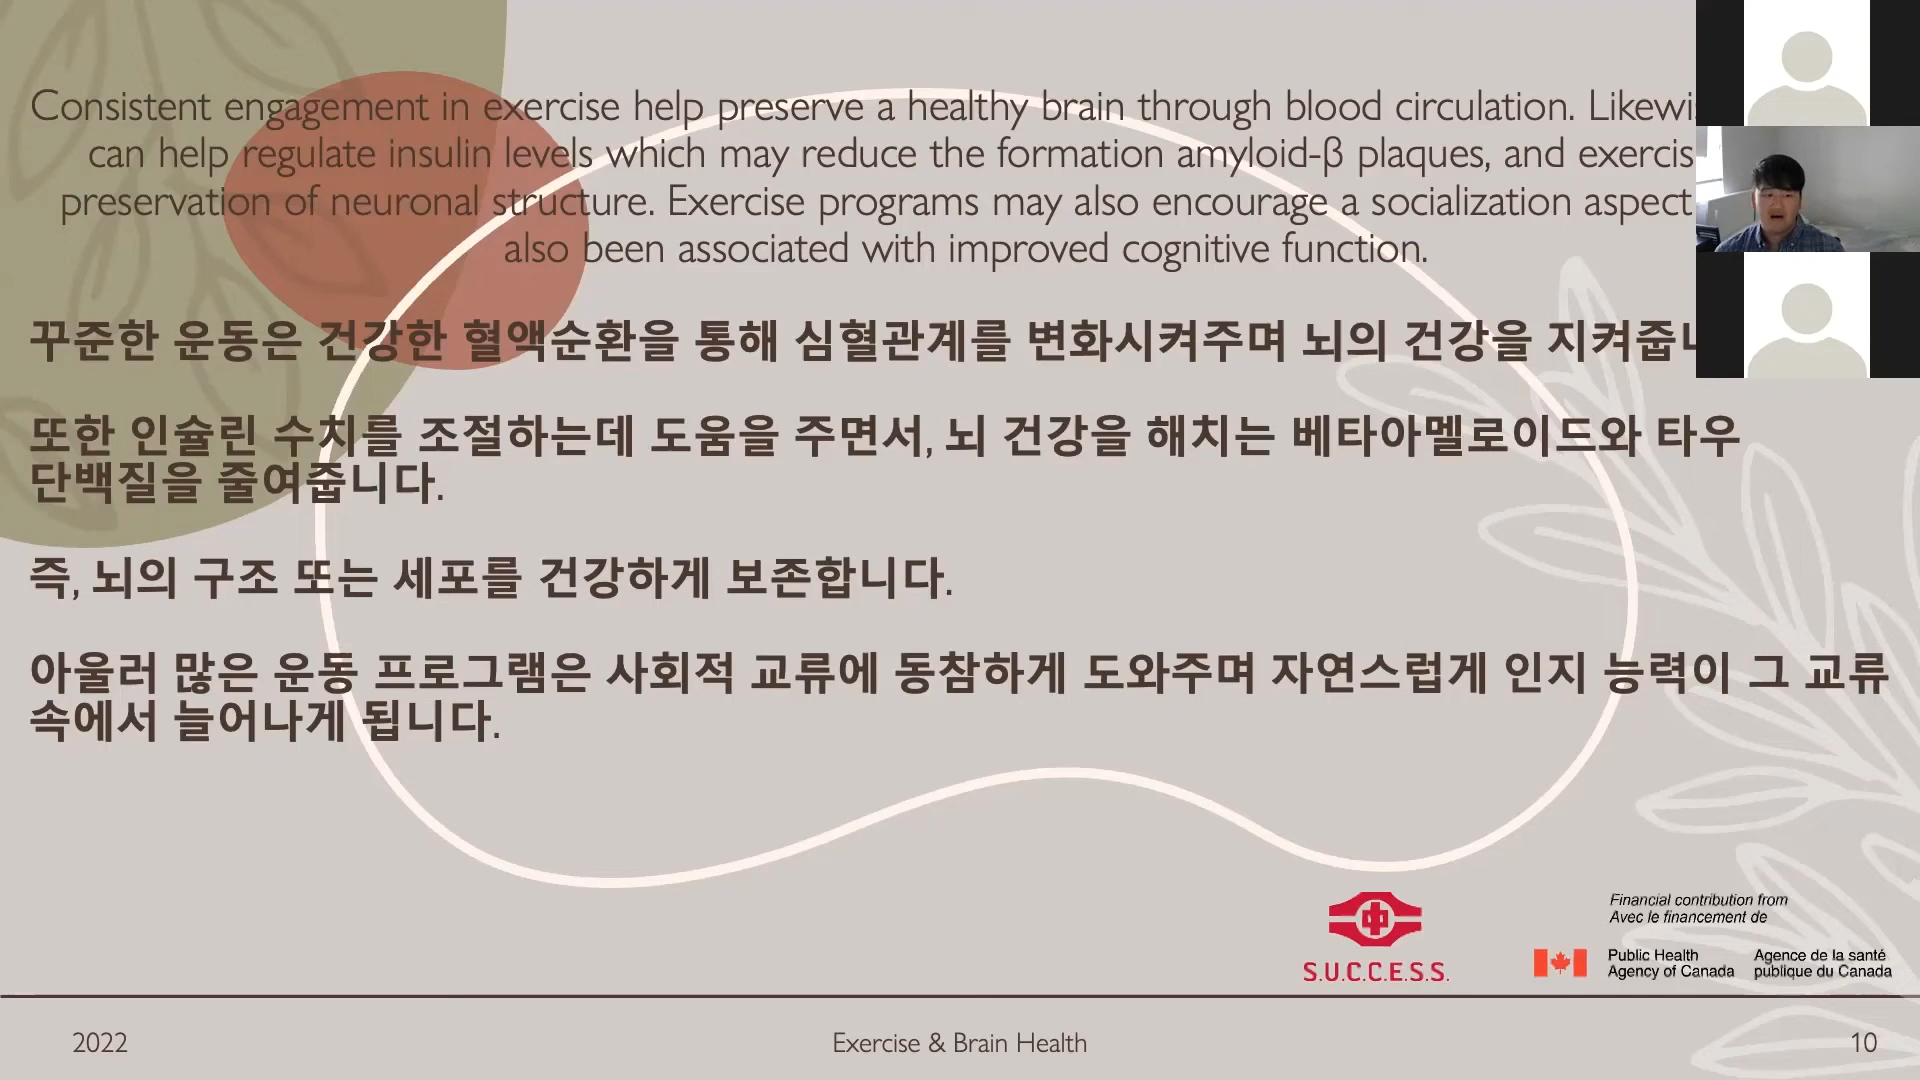 Consistent engagement in exercise help preserve a healthy brain through blood circulation.
can help regulate insulin levels which may reduce the formation amyloid-β plaques, and
preservation of neuronal structure. Exercise programs may also encourage a socialization aspect
also been associated with improved cognitive function.
꾸준한 운동은 건강한 혈액순환을 통해 심혈관계를 변화시켜주며 뇌의 건강을
또한 인슐린 수치를 조절하는데 도움을 주면서, 뇌 건강을 해치는 베타아멜로이드와 타우
단백질을 줄여줍니다.
즉, 뇌의 구조 또는 세포를 건강하게 보존합니다.
아울러 많은 운동 프로그램은 사회적 교류에 동참하게 도와주며 자연스럽게 인지 능력이 그 교류
속에서 늘어나게 됩니다.
中
S.U.C.C.E.S.S.
Financial contribution from
Avec le financement de
Public Health Agence de la santé
Agency of Canada publique du Canada
2022 Exercise & Brain Health 10